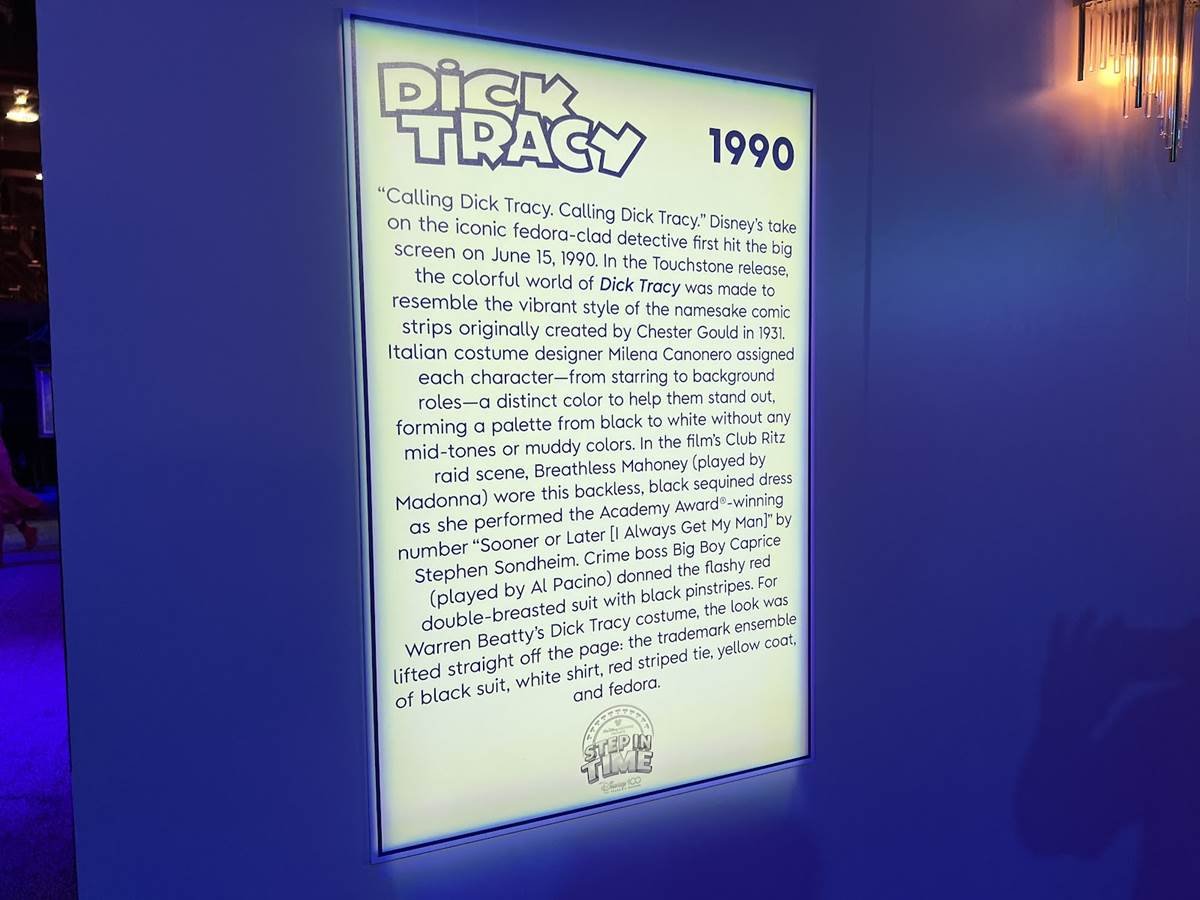 DiCK
TRACY
1990
“Calling Dick Tracy. Calling Dick Tracy.” Disney’s take
on the iconic fedora-clad detective first hit the big
screen on June 15, 1990. In the Touchstone release,
the colorful world of Dick Tracy was made to
resemble the vibrant style of the namesake comic
strips originally created by Chester Gould in 1931.
Italian costume designer Milena Canonero assigned
each character—from starring to background
roles—a distinct color to help them stand out,
forming a palette from black to white without any
mid-tones or muddy colors. In the film’s Club Ritz
raid scene, Breathless Mahoney (played by
Madonna) wore this backless, black sequined dress
as she performed the Academy Award®-winning
number “Sooner or Later [I Always Get My Man]” by
Stephen Sondheim. Crime boss Big Boy Caprice
(played by Al Pacino) donned the flashy red
double-breasted suit with black pinstripes. For
Warren Beatty’s Dick Tracy costume, the look was
lifted straight off the page: the trademark ensemble
of black suit, white shirt, red striped tie, yellow coat,
and fedora.
STEP IN
TIME
Disney 100